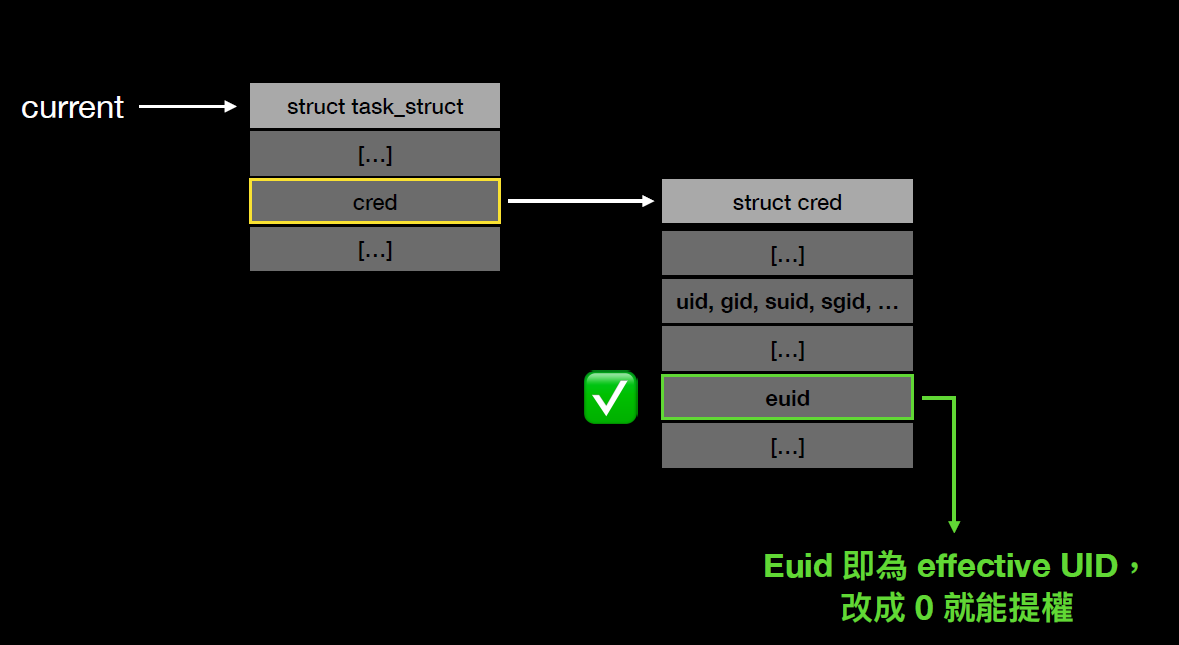 current
struct task_struct
[...]
cred
[...]
struct cred
[...]
uid, gid, suid, sgid, ...
[...]
euid
[...]
Euid 即為 effective UID，
改成 0 就能提權